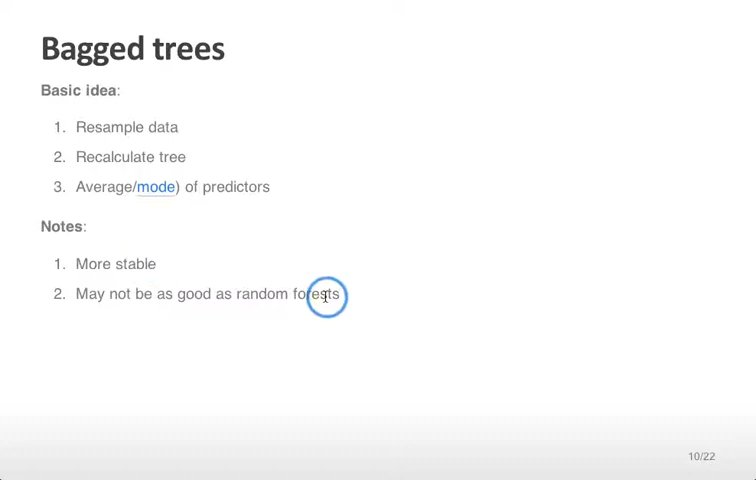 Bagged trees
Basic idea:
1. Resample data
2. Recalculate tree
3. Average/mode) of predictors
Notes:
1. More stable
2. May not be as good as random forests
10/22